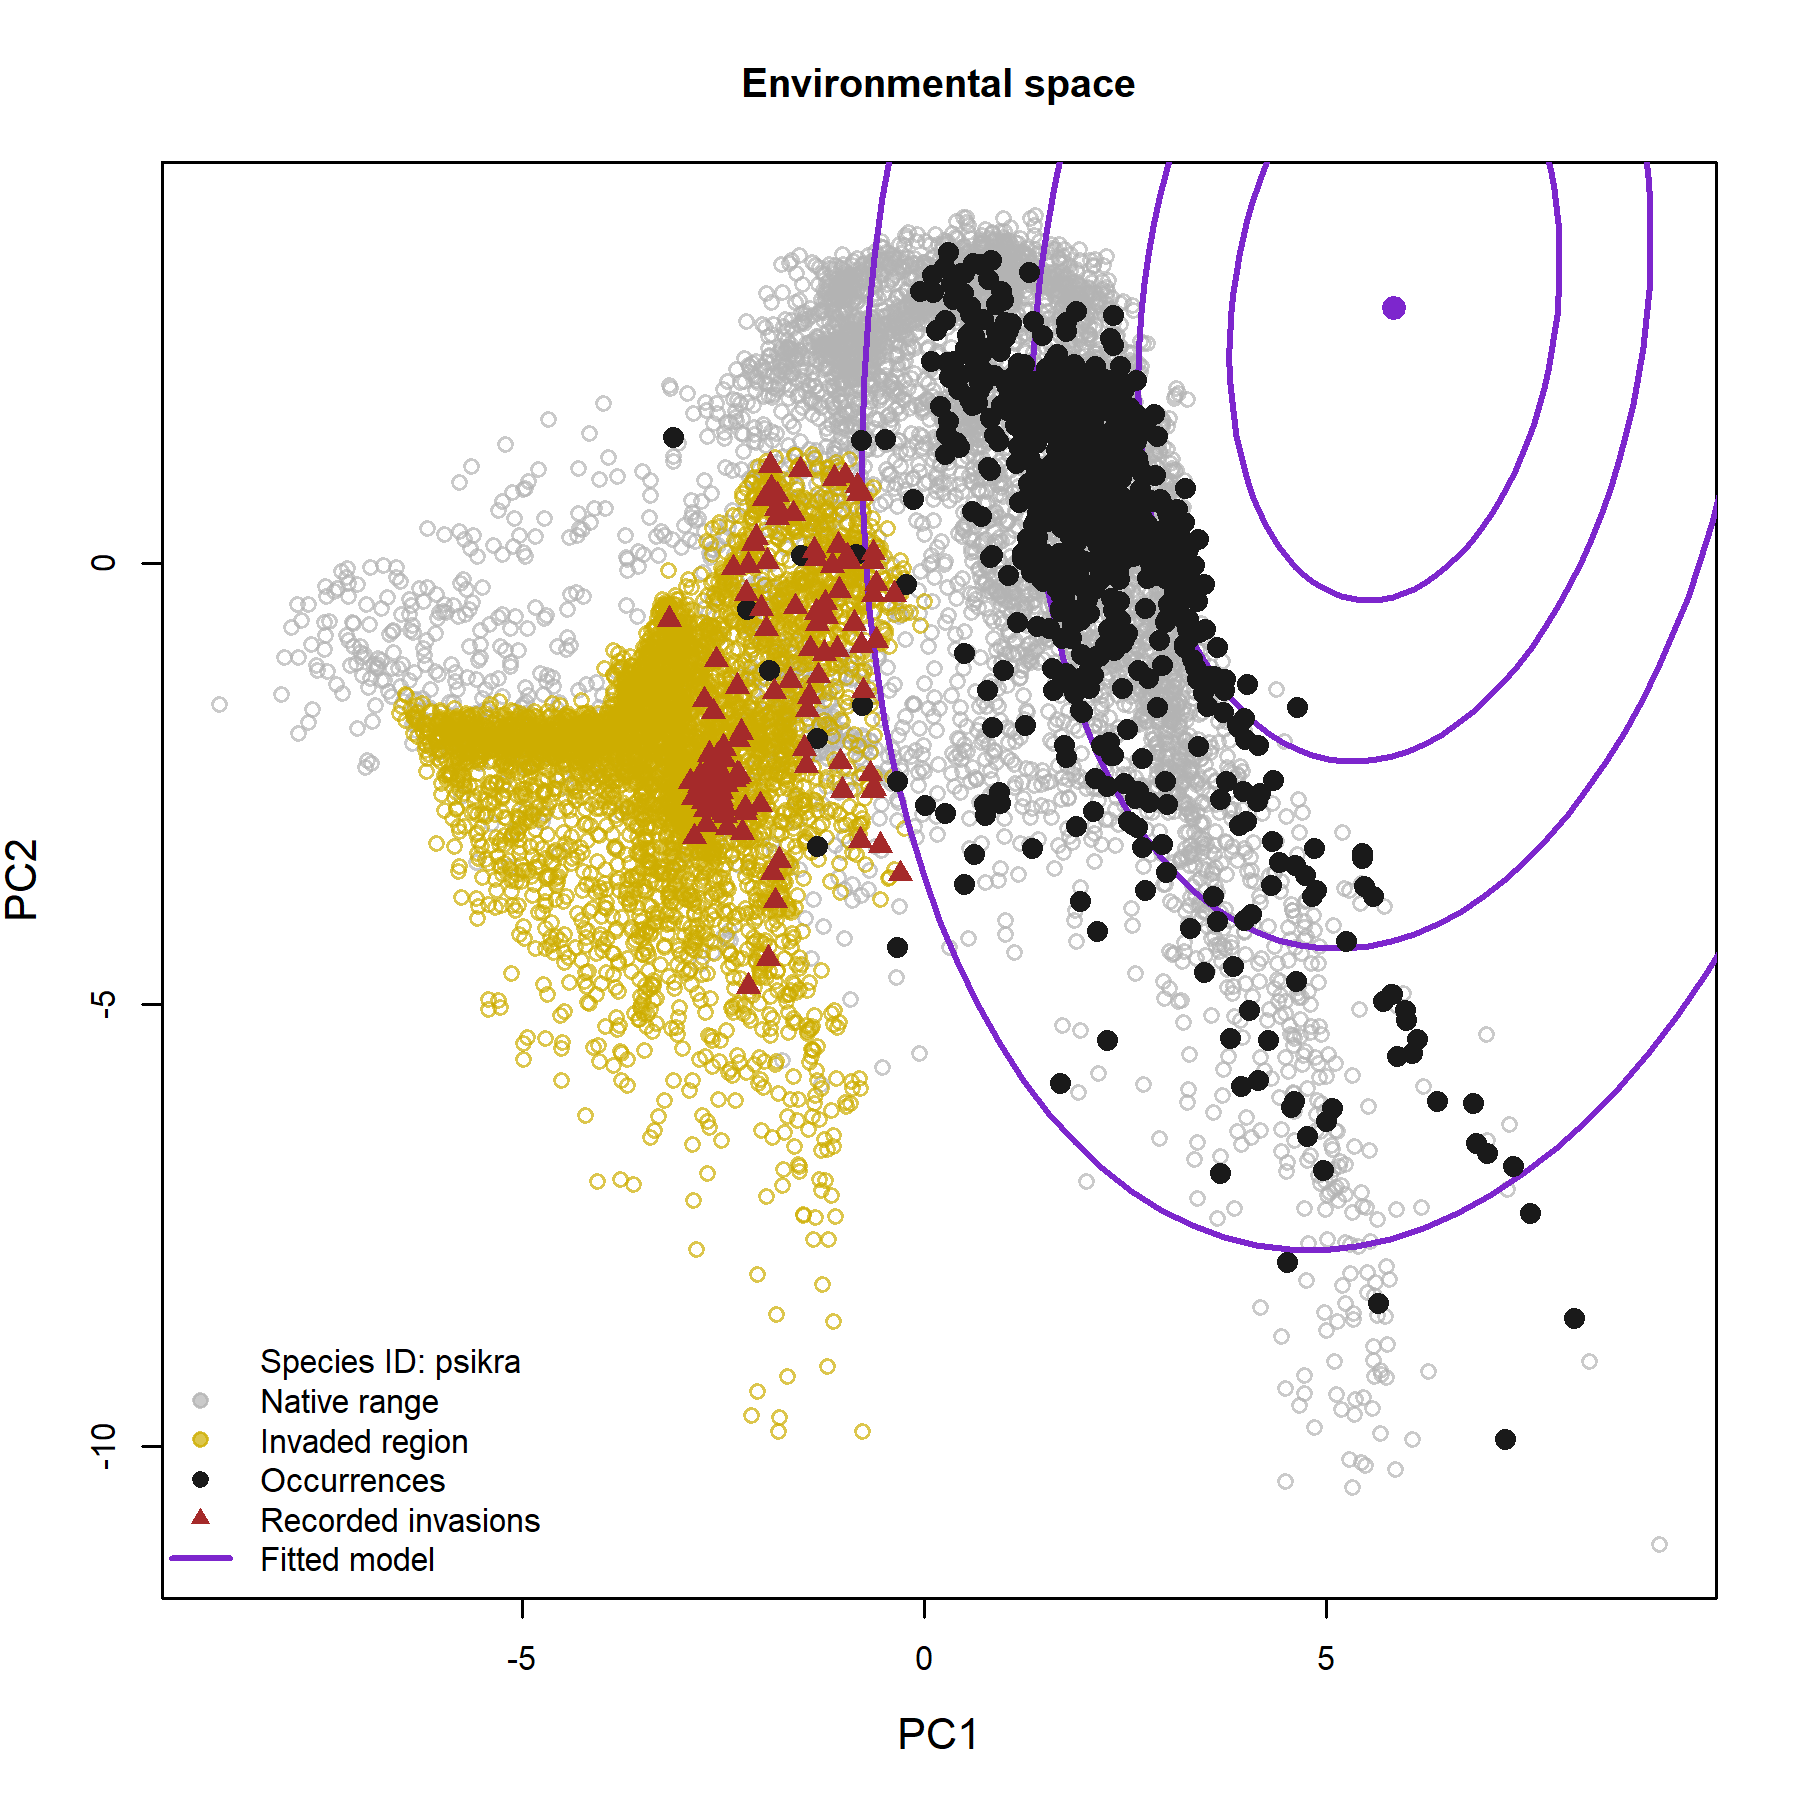 Environmental space
PC2
0
-5
-10
Species ID: psikra
Native range
Invaded region
Occurrences
Recorded invasions
Fitted model
-5
0
5
PC1